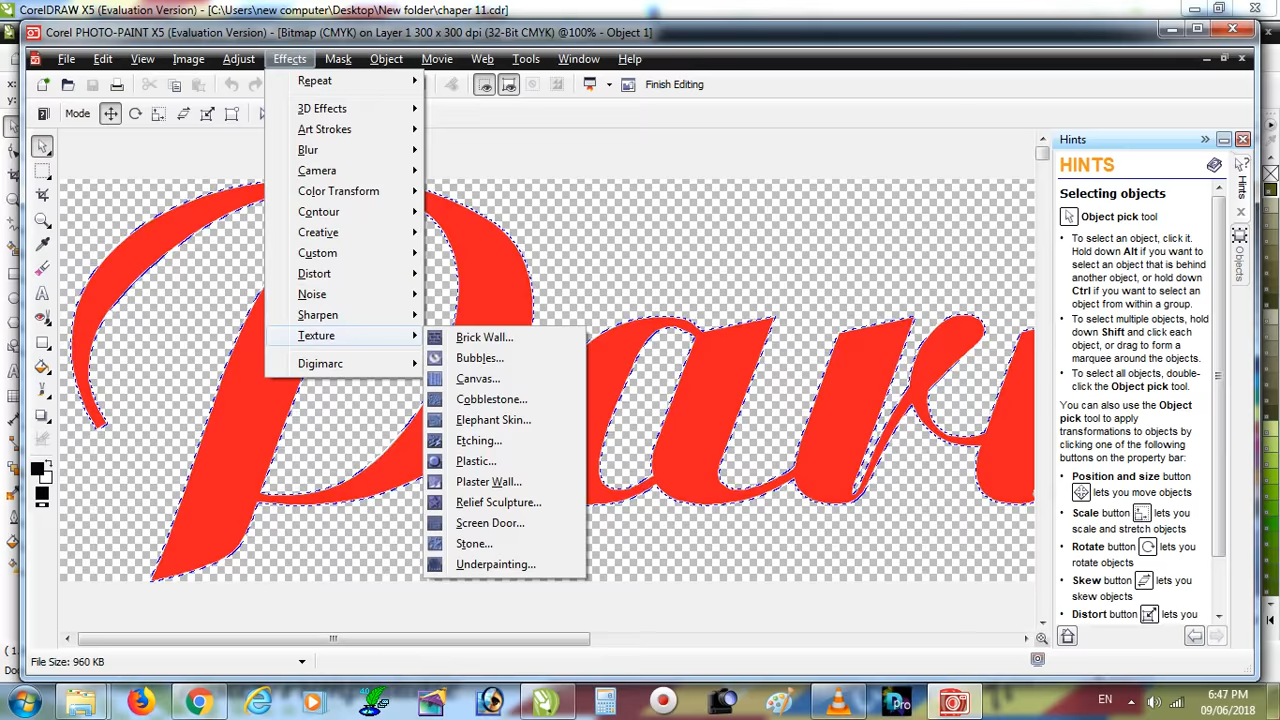 CorelDRAW X5 (Evaluation Version) - [C:\Users\new computer\Desktop\New folder\chaper 11.cdr]
Corel PHOTO-PAINT X5 (Evaluation Version) - [Bitmap (CMYK) on Layer 1 300 x 300 dpi (32-Bit CMYK) @100% - Object 1]
File Edit View Image Adjust Effects Mask Object Movie Web Tools Window Help
Finish Editing
Mode
Repeat
3D Effects
Art Strokes
Blur
Camera
Color Transform
Contour
Creative
Custom
Distort
Noise
Sharpen
Texture
Digimarc
Brick Wall...
Bubbles...
Canvas...
Cobblestone...
Elephant Skin...
Etching...
Plastic...
Plaster Wall...
Relief Sculpture...
Screen Door...
Stone...
Underpainting...
Hints
HINTS
Selecting objects
Object pick tool
• To select an object, click it.
Hold down Alt if you want to
select an object that is behind
another object, or hold down
Ctrl if you want to select an
object from within a group.
• To select multiple objects, hold
down Shift and click each
object, or drag to form a
marquee around the objects.
• To select all objects, double-
click the Object pick tool.
You can also use the Object
pick tool to apply
transformations to objects by
clicking one of the following
buttons on the property bar:
• Position and size button
lets you move objects
• Scale button lets you
scale and stretch objects
• Rotate button lets you
rotate objects
• Skew button lets you
skew objects
• Distort button lets you
Hints
Objects
File Size: 960 KB
EN
6:47 PM
09/06/2018